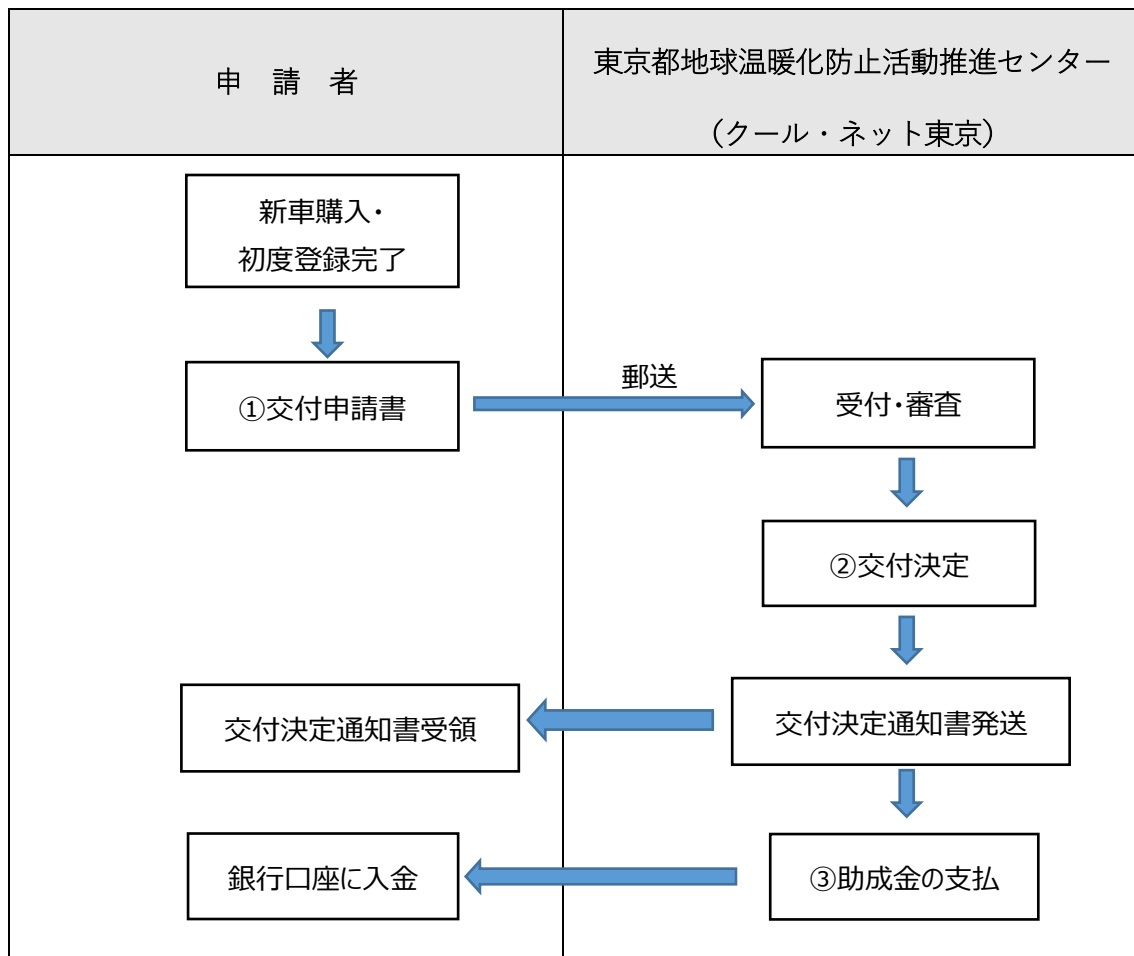 申 請 者
東京都地球温暖化防止活動推進センター
(クール・ネット東京)
新車購入・
初度登録完了
①交付申請書
郵送
受付・審査
②交付決定
交付決定通知書受領
交付決定通知書発送
銀行口座に入金
③助成金の支払